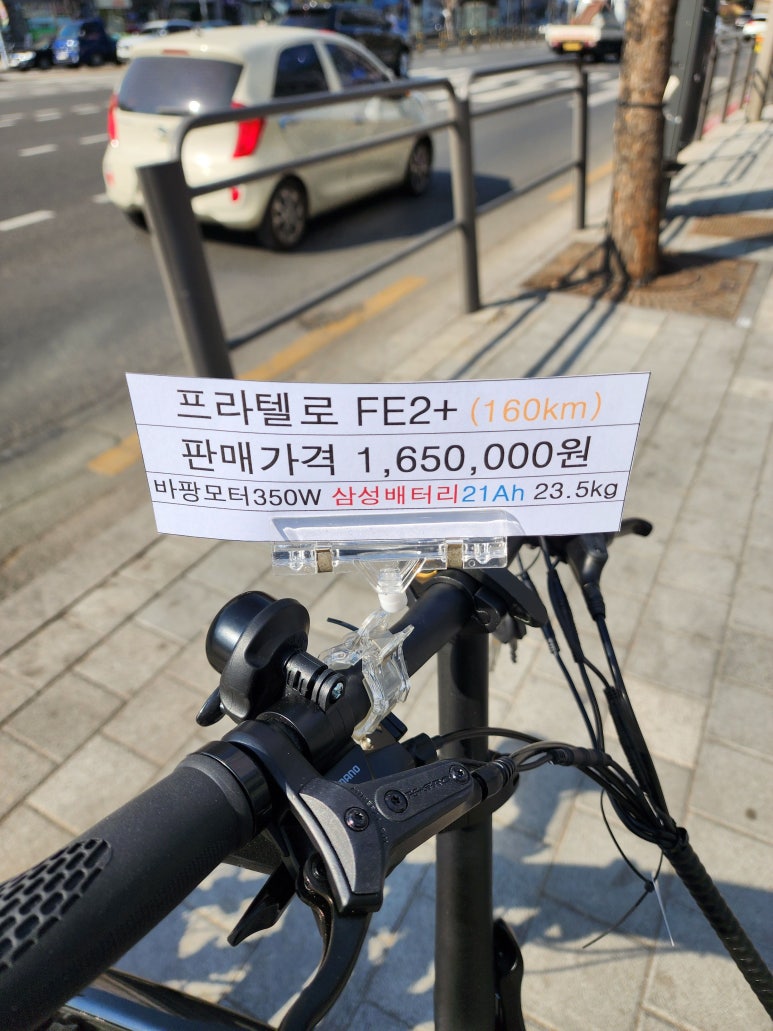 프라텔로 FE2+ (160km)
판매가격 1,650,000원
바팡모터350W 삼성배터리21Ah 23.5kg